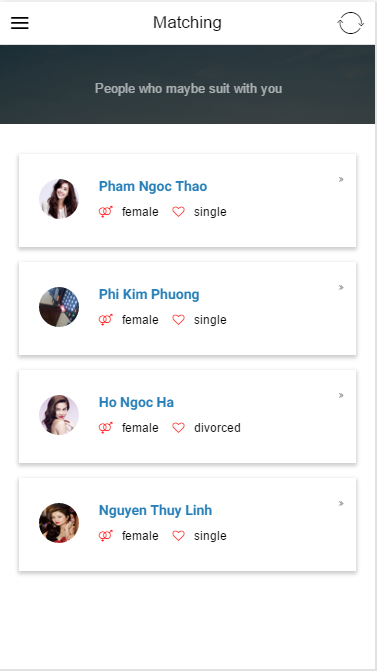 Matching
People who maybe suit with you
Pham Ngoc Thao
female single
Phi Kim Phuong
female single
Ho Ngoc Ha
female divorced
Nguyen Thuy Linh
female single